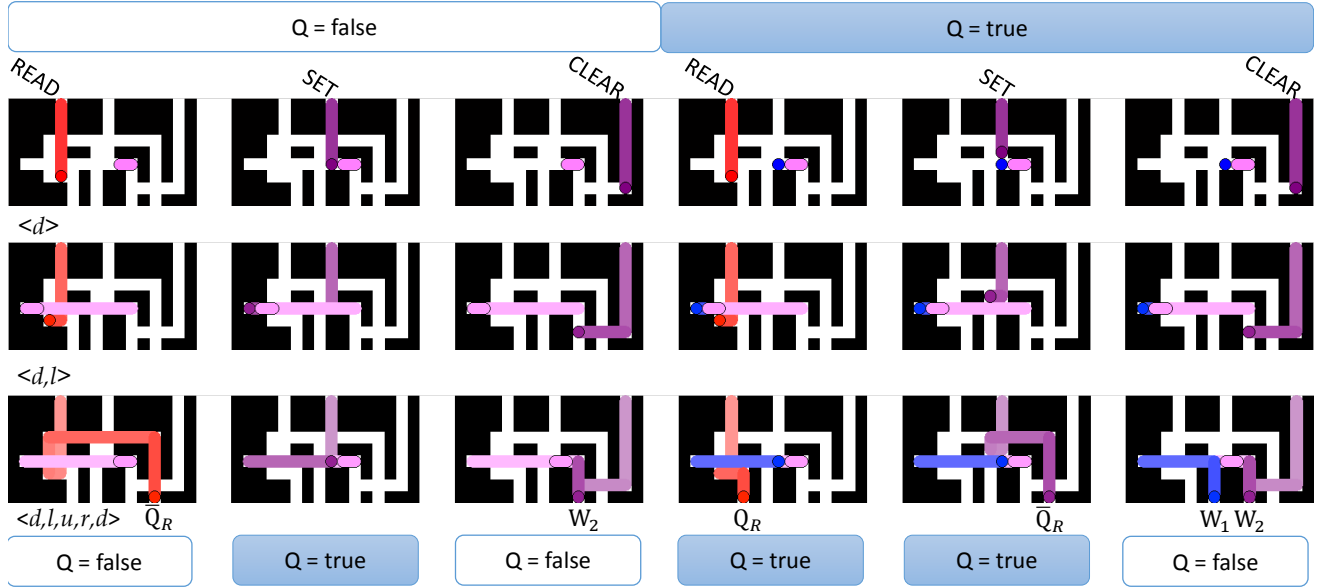 Q = false
Q = true
READ
SET
CLEAR
READ
SET
CLEAR
<d>
<d,l>
<d,l,u,r,d>
Q̅R
W2
QR
Q̅R
W1 W2
Q = false
Q = true
Q = false
Q = true
Q = true
Q = false